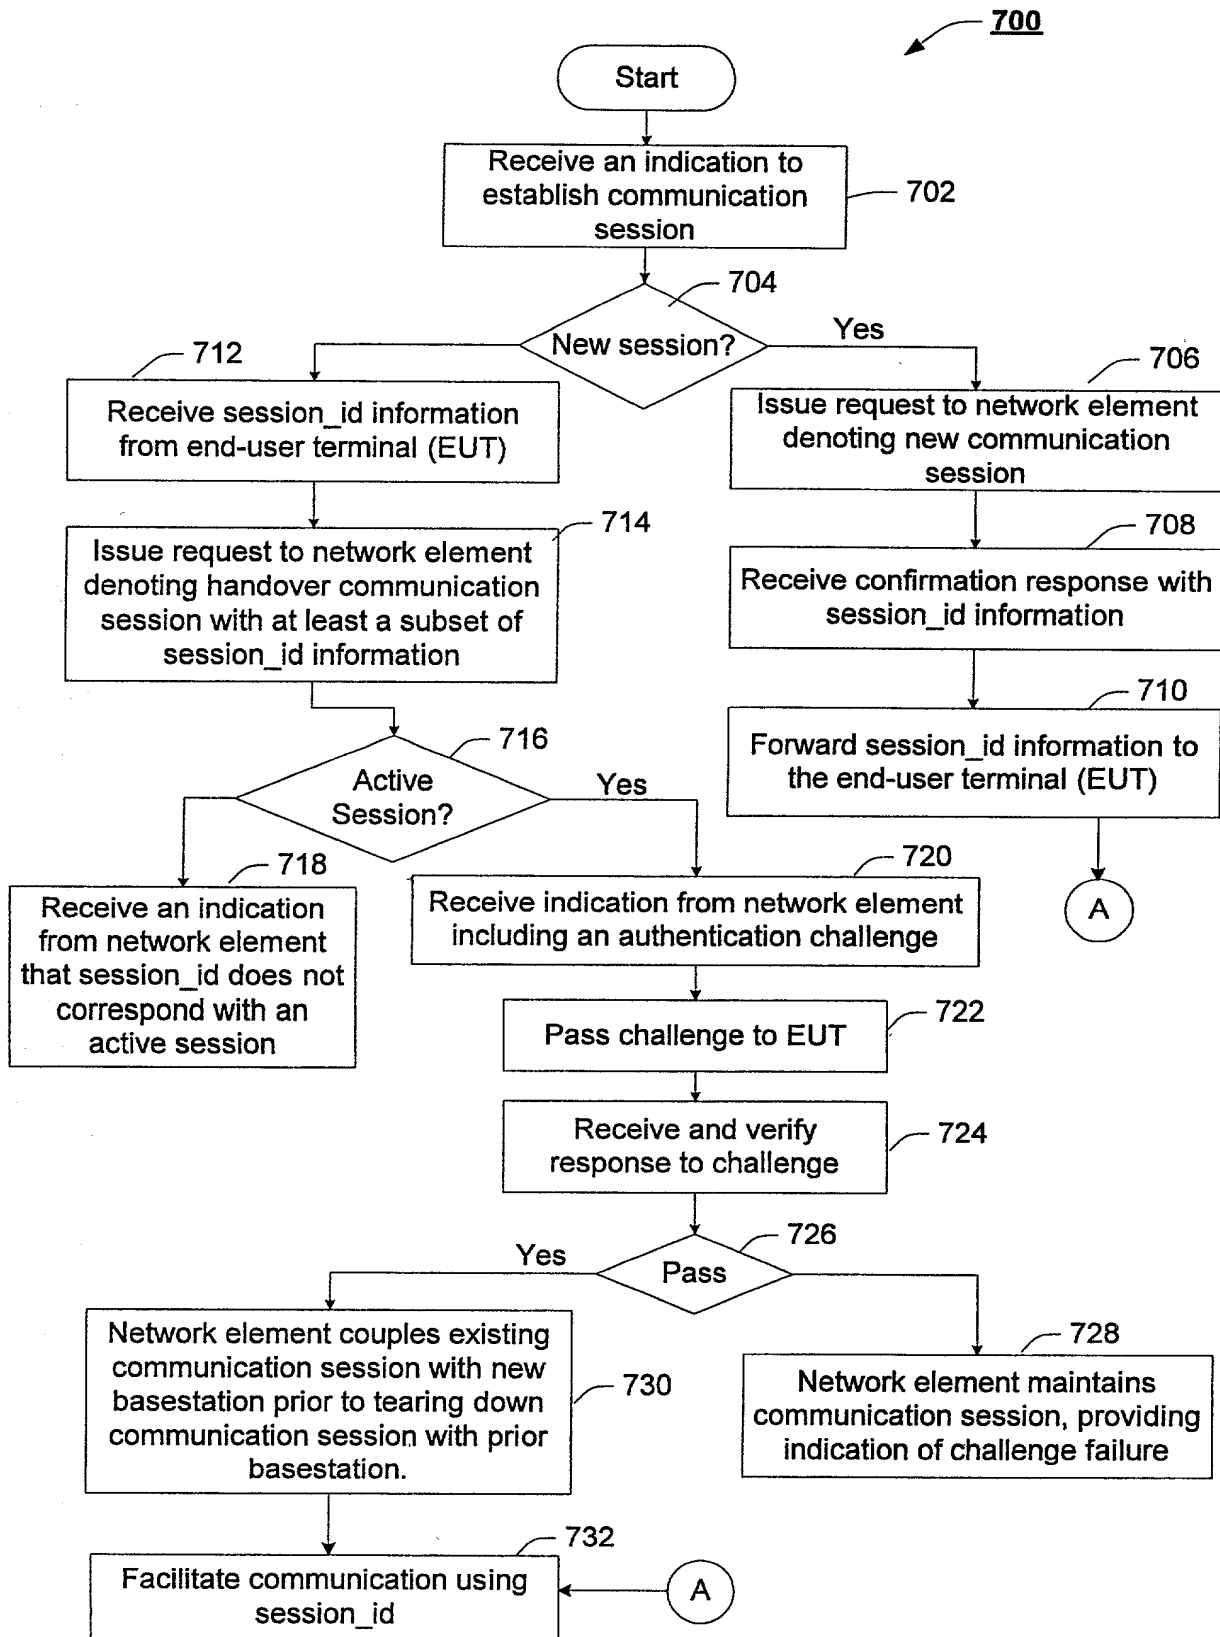 700
Start
Receive an indication to
establish communication
session
702
704
New session?
Yes
712
706
Receive session_id information
from end-user terminal (EUT)
Issue request to network element
denoting new communication
session
714
708
Issue request to network element
denoting handover communication
session with at least a subset of
session_id information
Receive confirmation response with
session_id information
710
716
Forward session_id information to
the end-user terminal (EUT)
Active
Session?
Yes
718
720
A
Receive an indication
from network element
that session_id does not
correspond with an
active session
Receive indication from network element
including an authentication challenge
Pass challenge to EUT
722
Receive and verify
response to challenge
724
726
Yes
Pass
Network element couples existing
communication session with new
basestation prior to tearing down
communication session with prior
basestation.
730
728
Network element maintains
communication session, providing
indication of challenge failure
732
Facilitate communication using
session_id
A